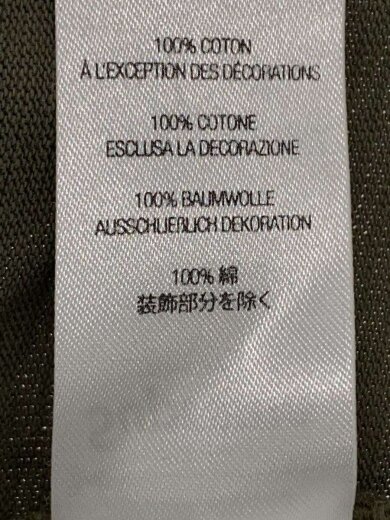 100% COTON
À L'EXCEPTION DES DÉCORATIONS
100% COTONE
ESCLUSA LA DECORAZIONE
100% BAUMWOLLE
AUSSCHLIEßLICH DEKORATION
100% 綿
装飾部分を除く